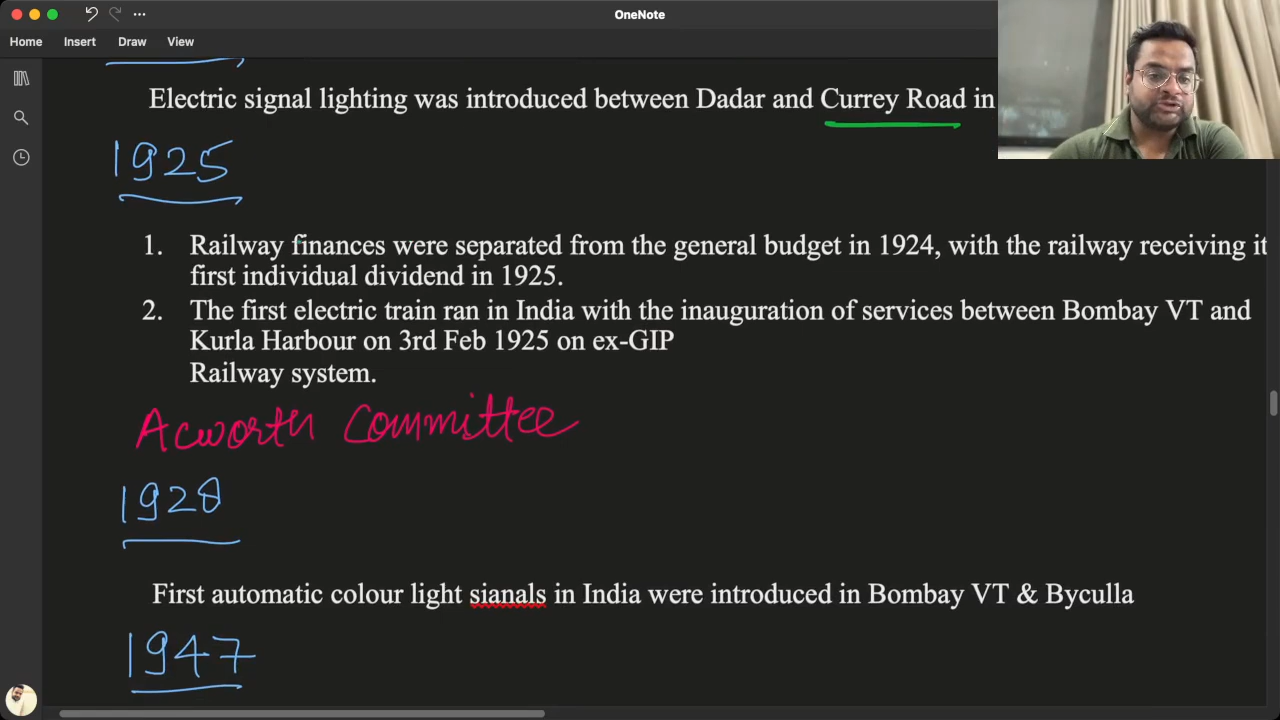 OneNote
Home Insert Draw View
Electric signal lighting was introduced between Dadar and Currey Road in
1925
1. Railway finances were separated from the general budget in 1924, with the railway receiving it
first individual dividend in 1925.
2. The first electric train ran in India with the inauguration of services between Bombay VT and
Kurla Harbour on 3rd Feb 1925 on ex-GIP
Railway system.
Acworth Committee
1928
First automatic colour light sianals in India were introduced in Bombay VT & Byculla
1947